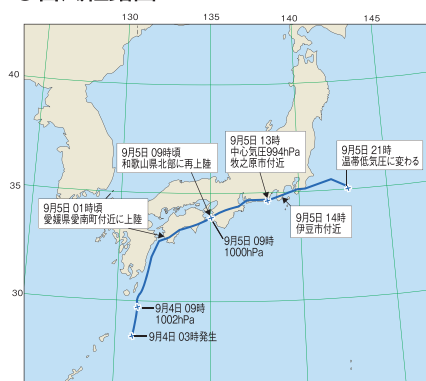 130
135
140
145
40
35
30
9月5日 13時
中心気圧994hPa
牧之原市付近
9月5日 09時頃
和歌山県北部に再上陸
9月5日 21時
温帯低気圧に変わる
9月5日 01時頃
愛媛県愛南町付近に上陸
9月5日 14時
伊豆市付近
9月5日 09時
1000hPa
9月4日 09時
1002hPa
9月4日 03時発生